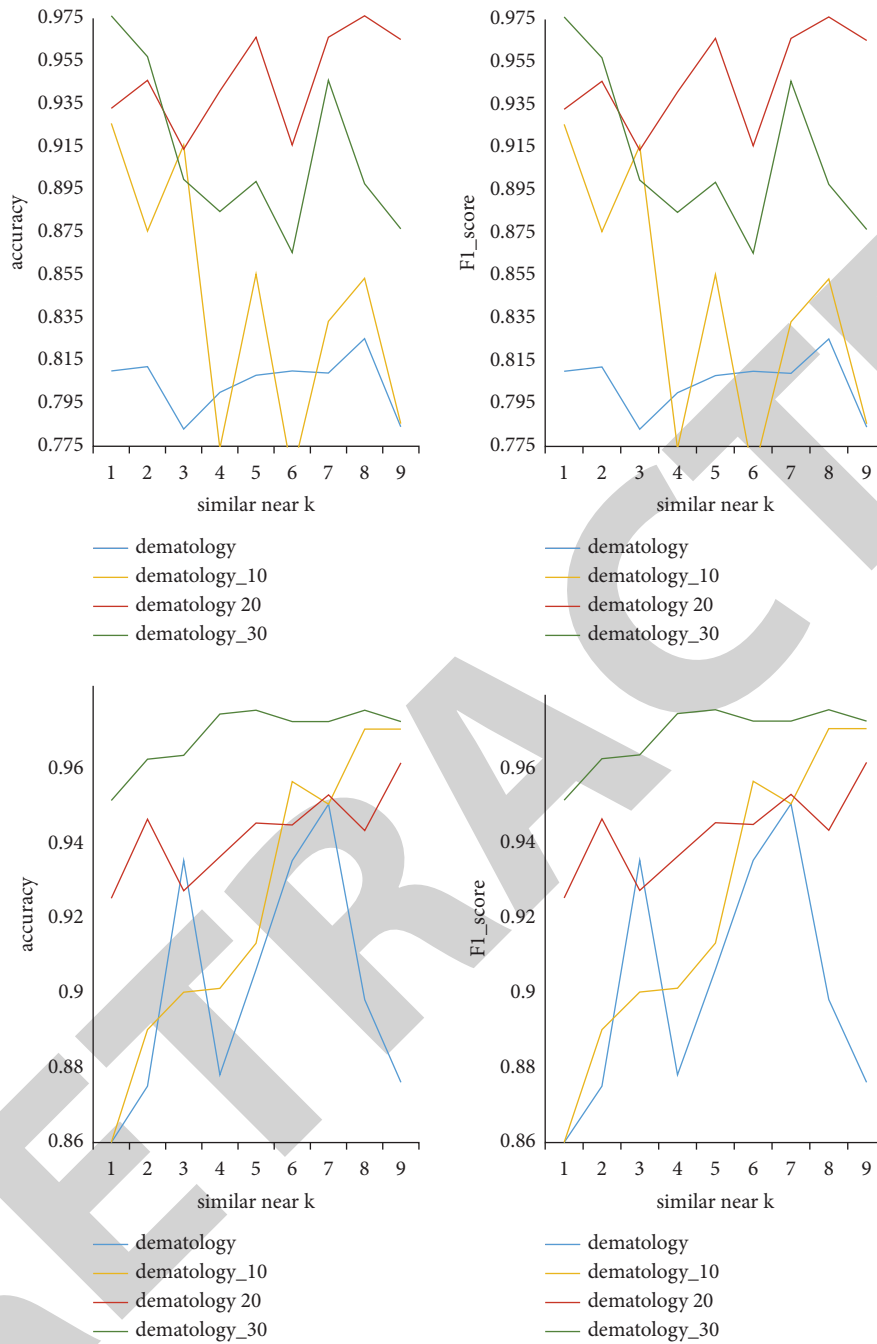 0.975
0.955
0.935
0.915
0.895
0.875
0.855
0.835
0.815
0.795
0.775
accuracy
1 2 3 4 5 6 7 8 9
similar near k
dematology
dematology_10
dematology 20
dematology_30
0.975
0.955
0.935
0.915
0.895
0.875
0.855
0.835
0.815
0.795
0.775
F1_score
1 2 3 4 5 6 7 8 9
similar near k
dematology
dematology_10
dematology 20
dematology_30
0.96
0.94
0.92
0.9
0.88
0.86
accuracy
1 2 3 4 5 6 7 8 9
similar near k
dematology
dematology_10
dematology 20
dematology_30
0.96
0.94
0.92
0.9
0.88
0.86
F1_score
1 2 3 4 5 6 7 8 9
similar near k
dematology
dematology_10
dematology 20
dematology_30
RETRACT